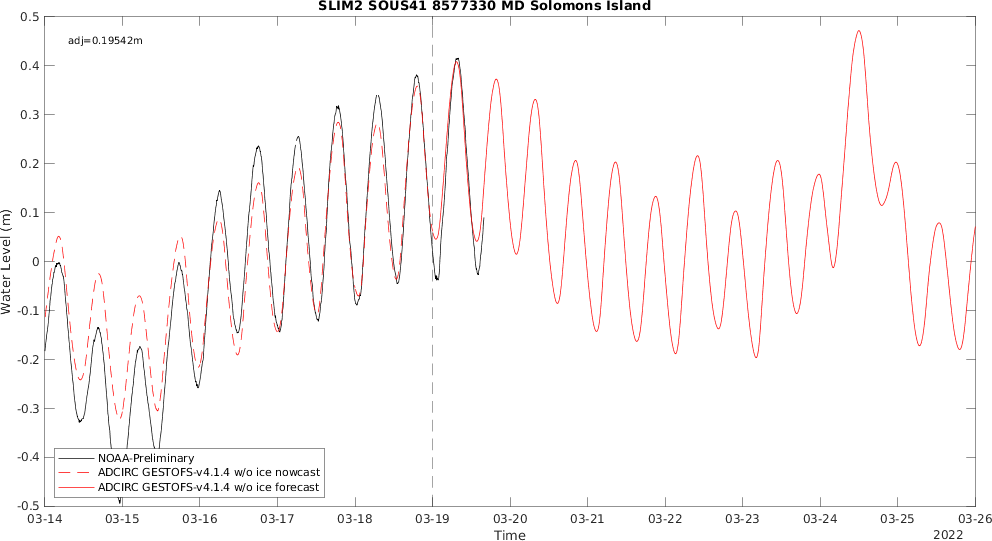 SLIM2 SOUS41 8577330 MD Solomons Island
adj=0.19542m
0.5
0.4
0.3
0.2
0.1
0
-0.1
-0.2
-0.3
-0.4
-0.5
Water Level (m)
NOAA-Preliminary
ADCIRC GESTOFS-v4.1.4 w/o ice nowcast
ADCIRC GESTOFS-v4.1.4 w/o ice forecast
03-14 03-15 03-16 03-17 03-18 03-19 03-20 03-21 03-22 03-23 03-24 03-25 03-26
Time
2022